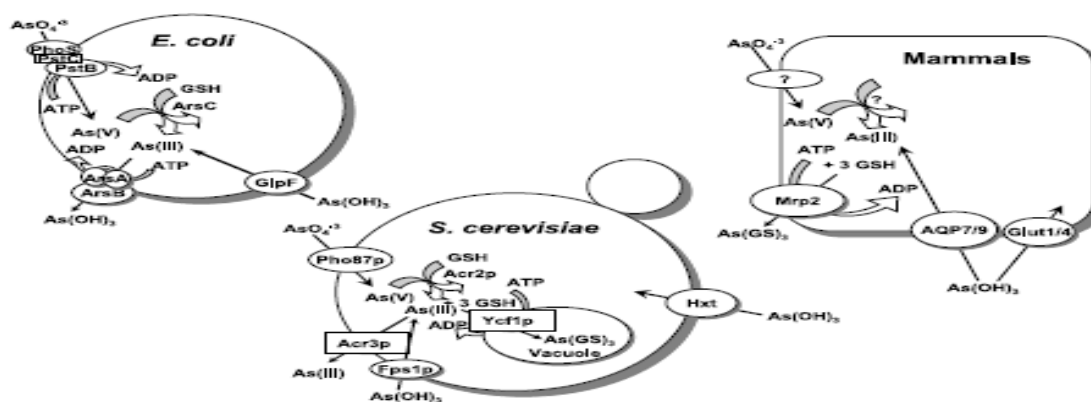 E. coli
AsO₄⁻³
PhoS
PstC
PstB
ADP
GSH
ATP
ArsC
As(V)
As(III)
ADP
ATP
ArsA
ArsB
As(OH)₃
GlpF
As(OH)₃
S. cerevisiae
AsO₄⁻³
Pho87p
GSH
Acr2p
ATP
As(V)
+ 3 GSH
As(III)
ADP
Ycf1p
As(GS)₃
Vacuole
Acr3p
As(III)
Fps1p
As(OH)₃
Hxt
As(OH)₃
Mammals
AsO₄⁻³
?
?
As(V)
As(III)
ATP
+ 3 GSH
ADP
Mrp2
As(GS)₃
AQP7/9
Glut1/4
As(OH)₃